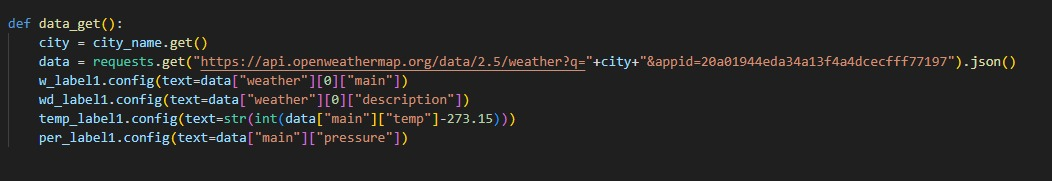 def data_get():
    city = city_name.get()
    data = requests.get("https://api.openweathermap.org/data/2.5/weather?q="+city+"&appid=20a01944eda34a13f4a4dcecfff77197").json()
    w_label1.config(text=data["weather"][0]["main"])
    wd_label1.config(text=data["weather"][0]["description"])
    temp_label1.config(text=str(int(data["main"]["temp"]-273.15)))
    per_label1.config(text=data["main"]["pressure"])